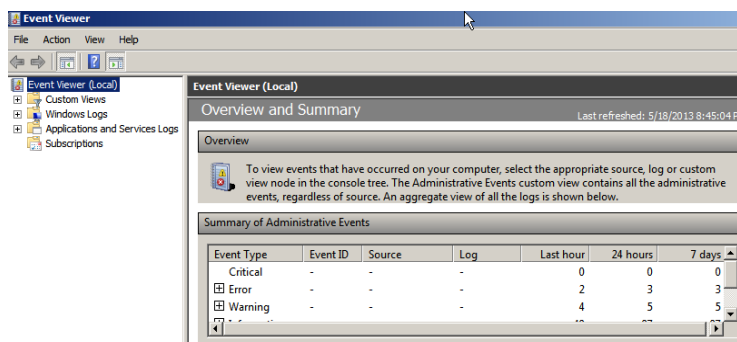 Event Viewer
File Action View Help
Event Viewer (Local)
Custom Views
Windows Logs
Applications and Services Logs
Subscriptions
Event Viewer (Local)
Overview and Summary
Last refreshed: 5/18/2013 8:45:04
Overview
To view events that have occurred on your computer, select the appropriate source, log or custom
view node in the console tree. The Administrative Events custom view contains all the administrative
events, regardless of source. An aggregate view of all the logs is shown below.
Summary of Administrative Events
Event Type Event ID Source Log Last hour 24 hours 7 days
Critical - - - 0 0 0
Error - - - 2 3 3
Warning - - - 4 5 5